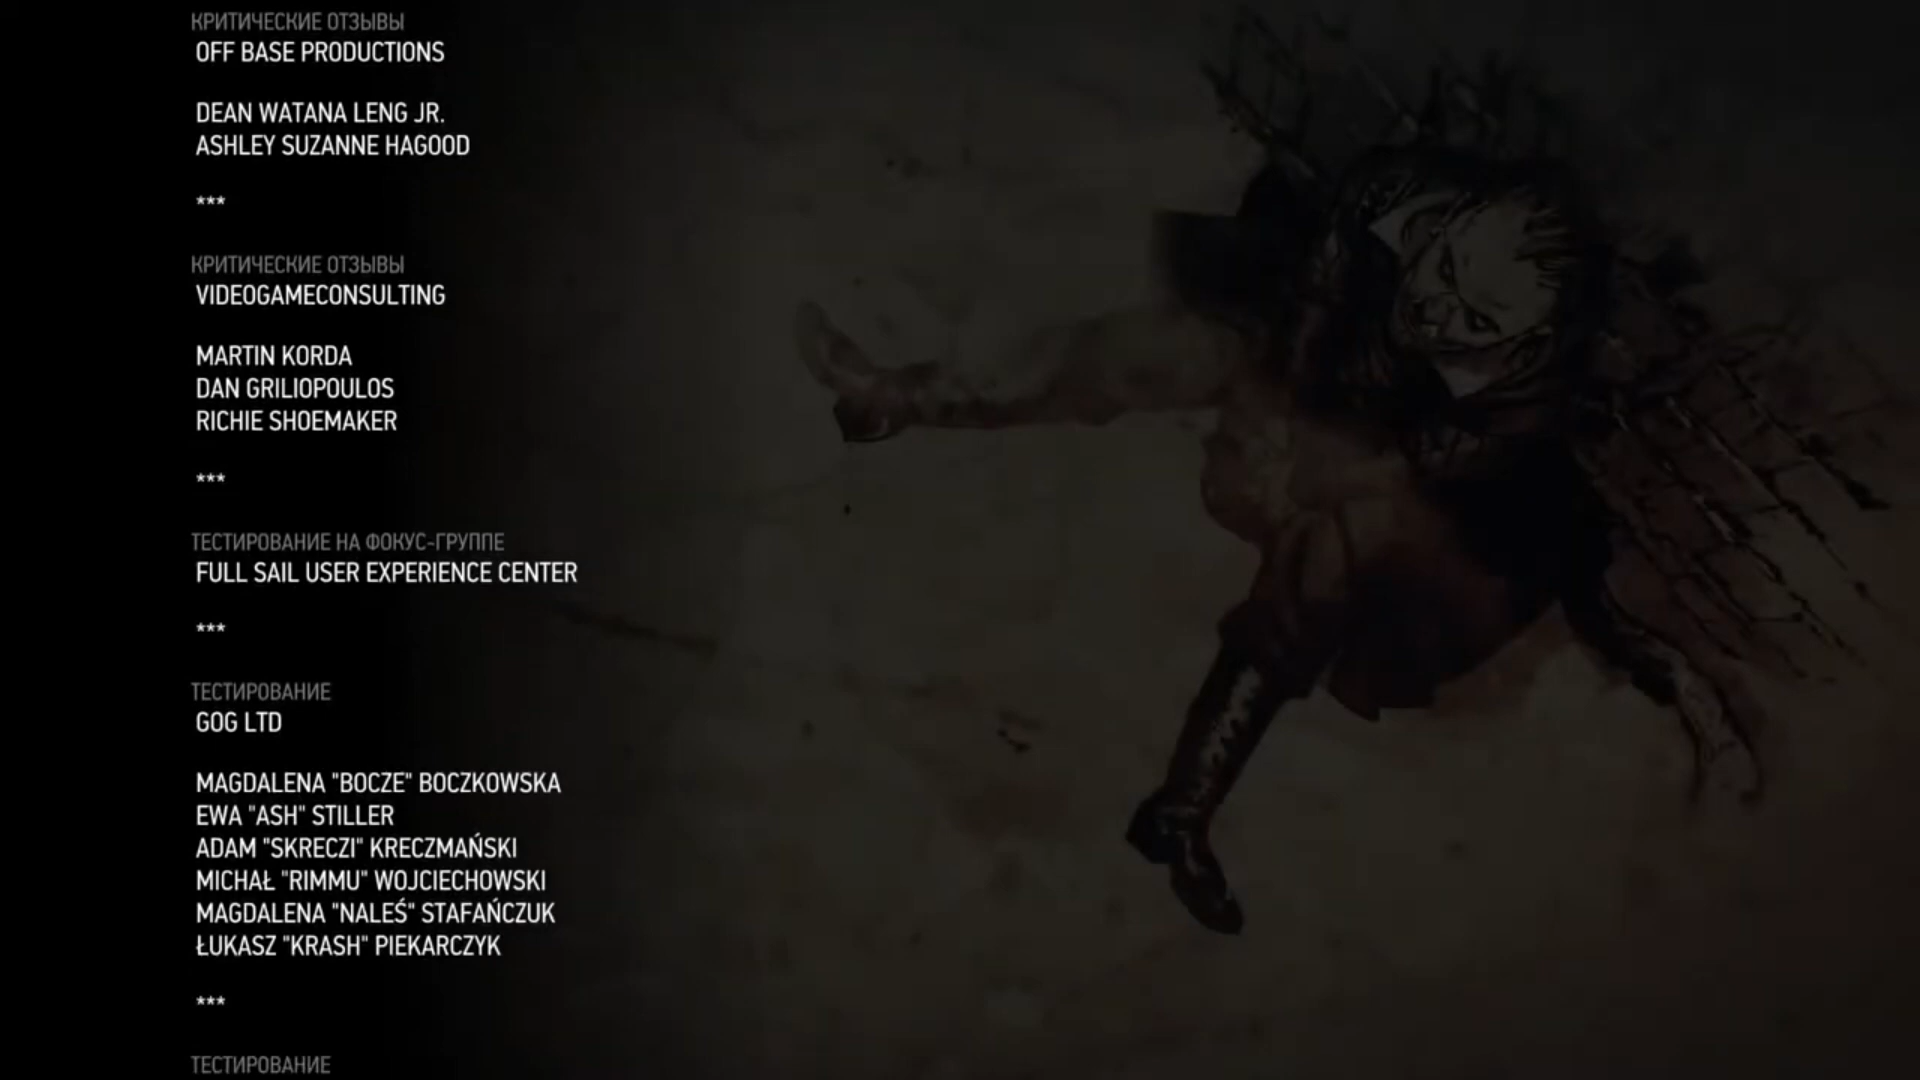 КРИТИЧЕСКИЕ ОТЗЫВЫ
OFF BASE PRODUCTIONS
DEAN WATANA LENG JR.
ASHLEY SUZANNE HAGOOD
***
КРИТИЧЕСКИЕ ОТЗЫВЫ
VIDEOGAMECONSULTING
MARTIN KORDA
DAN GRILIOPOULOS
RICHIE SHOEMAKER
***
ТЕСТИРОВАНИЕ НА ФОКУС-ГРУППЕ
FULL SAIL USER EXPERIENCE CENTER
***
ТЕСТИРОВАНИЕ
GOG LTD
MAGDALENA "BOCZE" BOCZKOWSKA
EWA "ASH" STILLER
ADAM "SKRECZI" KRECZMAŃSKI
MICHAŁ "RIMMU" WOJCIECHOWSKI
MAGDALENA "NALEŚ" STAFAŃCZUK
ŁUKASZ "KRASH" PIEKARCZYK
***
ТЕСТИРОВАНИЕ